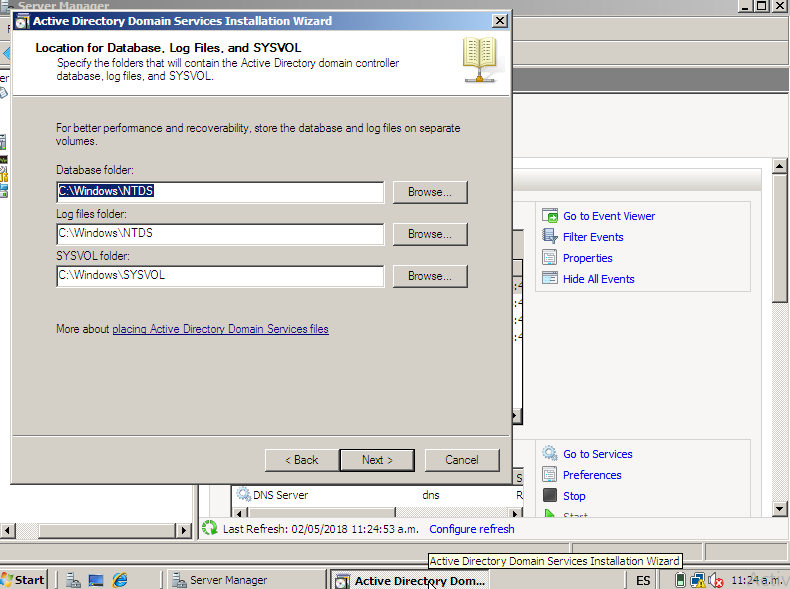 Server Manager
Active Directory Domain Services Installation Wizard
Location for Database, Log Files, and SYSVOL
Specify the folders that will contain the Active Directory domain controller
database, log files, and SYSVOL.
For better performance and recoverability, store the database and log files on separate
volumes.
Database folder:
C:\Windows\NTDS
Browse...
Log files folder:
C:\Windows\NTDS
Browse...
SYSVOL folder:
C:\Windows\SYSVOL
Browse...
More about placing Active Directory Domain Services files
< Back
Next >
Cancel
Go to Event Viewer
Filter Events
Properties
Hide All Events
Go to Services
Preferences
Stop
Start
DNS Server
dns
R
Last Refresh: 02/05/2018 11:24:53 a.m.
Configure refresh
Active Directory Domain Services Installation Wizard
Start
Server Manager
Active Directory Dom...
ES
11:24 a.m.